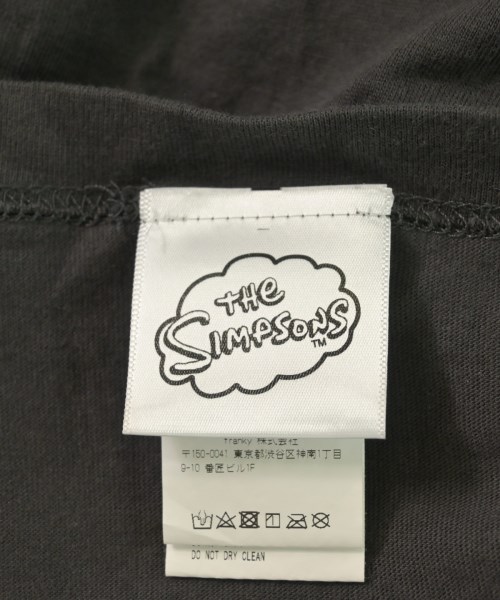 THE
SIMPSONS
TM
franky 株式会社
〒150-0041 東京都渋谷区神南1丁目
9-10 番匠ビル1F
DO NOT DRY CLEAN